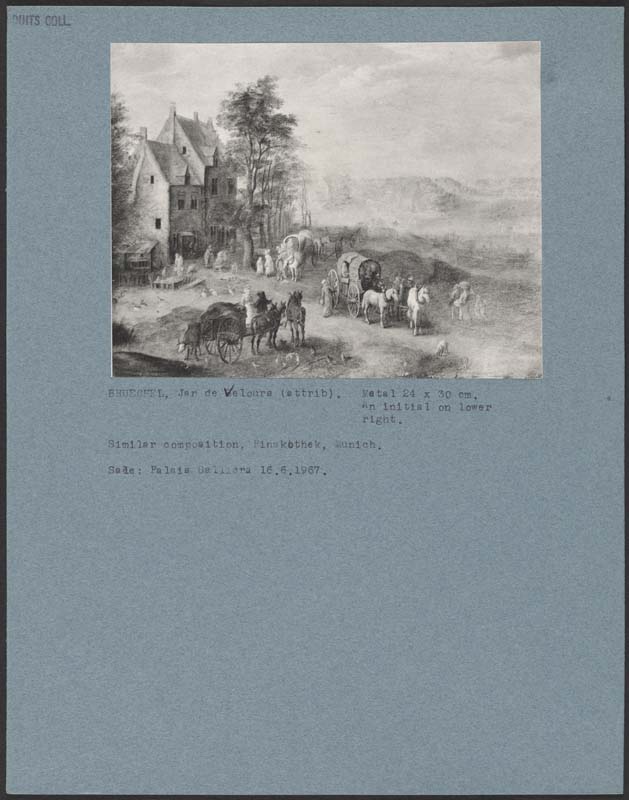 DUITS COLL.
BRUEGHEL, Jan de Velours (attrib). Metal 24 x 30 cm.
an initial on lower
right.
Similar composition, Pinakothek, Munich.
Sale: Palais Galliera 16.6.1967.